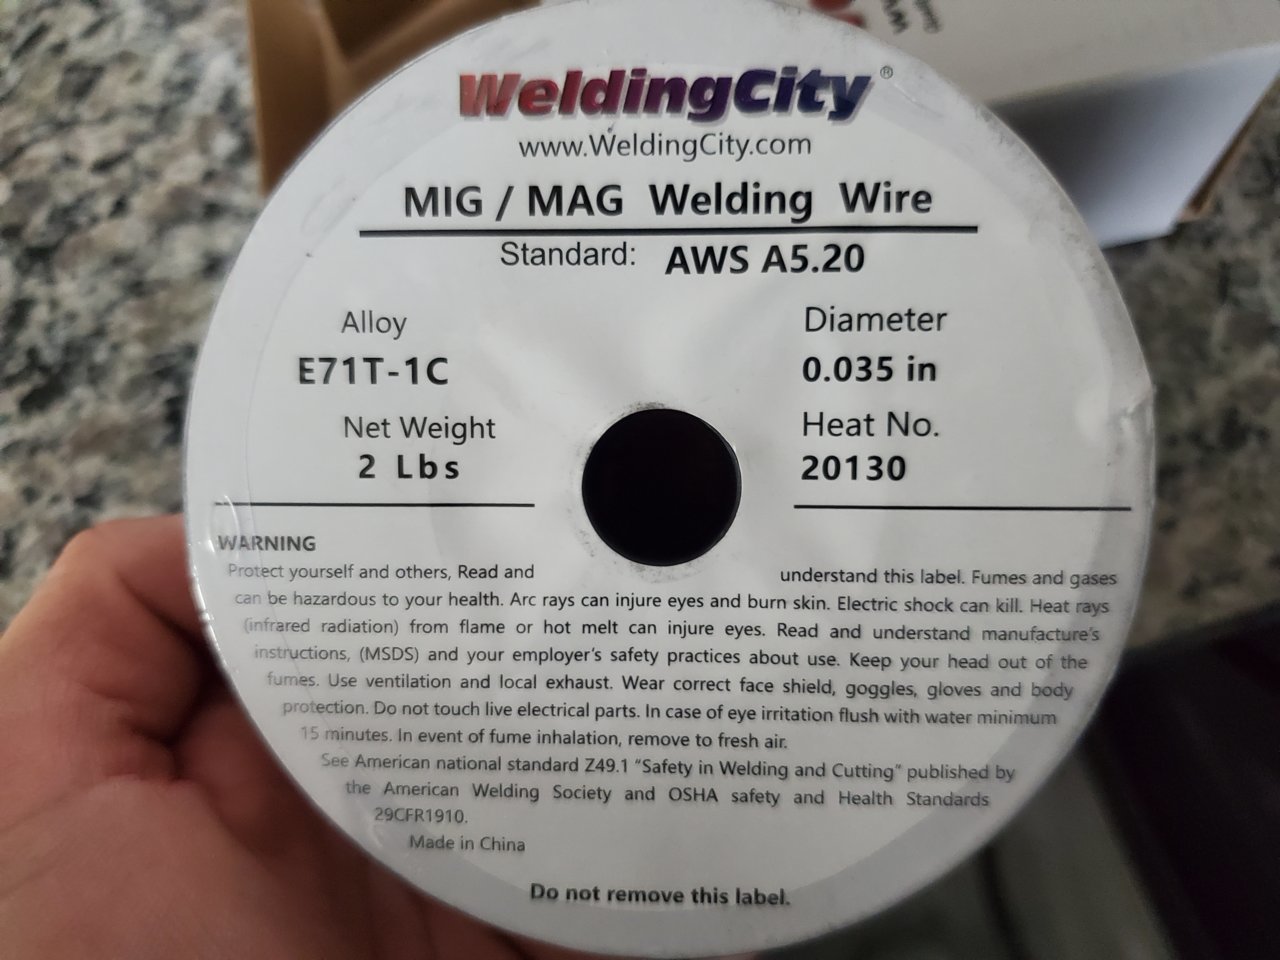 WeldingCity®
www.WeldingCity.com
MIG / MAG Welding Wire
Standard: AWS A5.20
Alloy
E71T-1C
Net Weight
2 Lbs
Diameter
0.035 in
Heat No.
20130
WARNING
Protect yourself and others, Read and understand this label. Fumes and gases
can be hazardous to your health. Arc rays can injure eyes and burn skin. Electric shock can kill. Heat rays
(infrared radiation) from flame or hot melt can injure eyes. Read and understand manufacture's
instructions, (MSDS) and your employer's safety practices about use. Keep your head out of the
fumes. Use ventilation and local exhaust. Wear correct face shield, goggles, gloves and body
protection. Do not touch live electrical parts. In case of eye irritation flush with water minimum
15 minutes. In event of fume inhalation, remove to fresh air.
See American national standard Z49.1 "Safety in Welding and Cutting" published by
the American Welding Society and OSHA safety and Health Standards
29CFR1910.
Made in China
Do not remove this label.